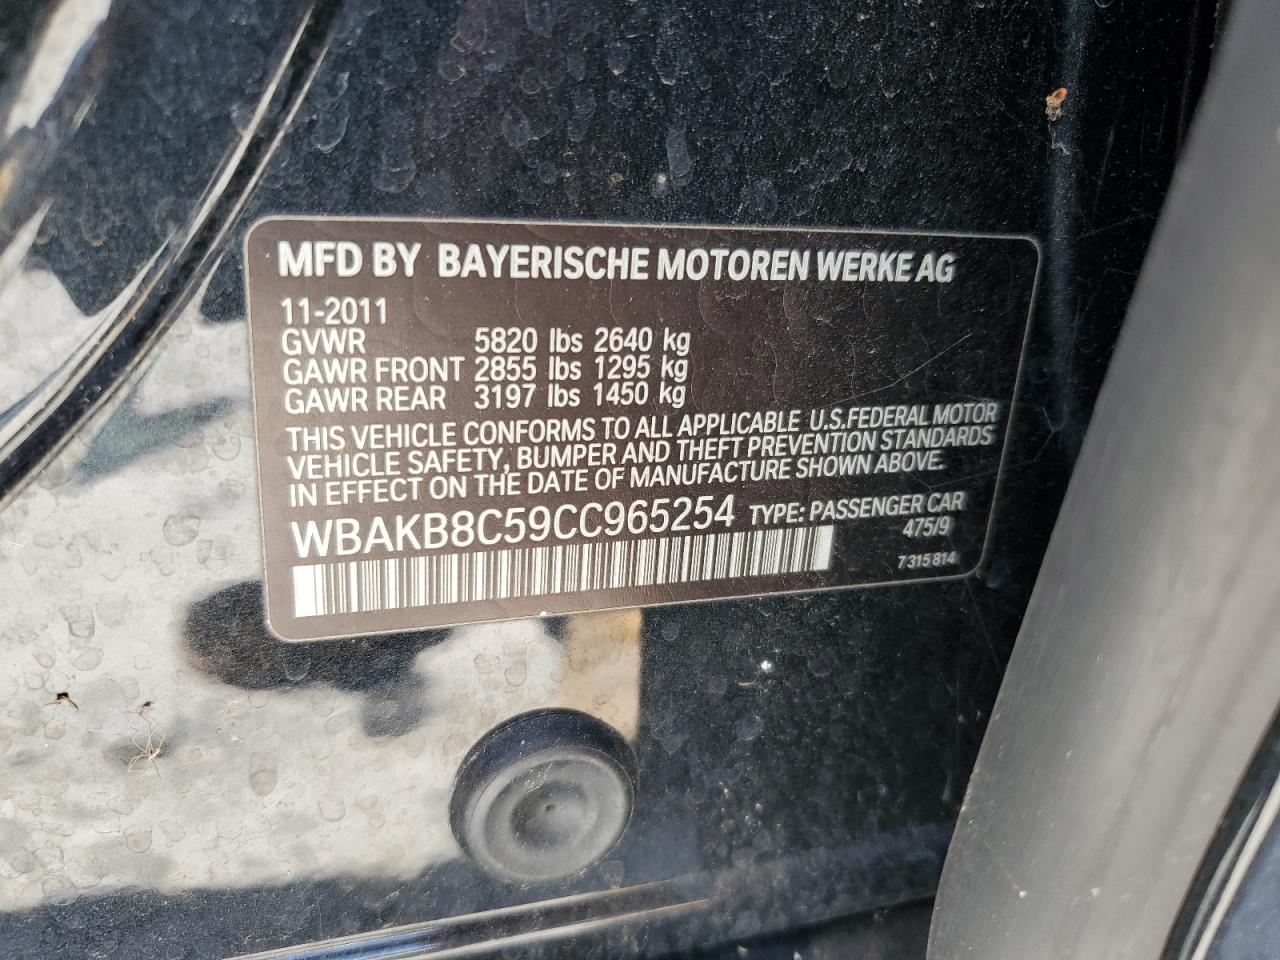 MFD BY BAYERISCHE MOTOREN WERKE AG
11-2011
GVWR 5820 lbs 2640 kg
GAWR FRONT 2855 lbs 1295 kg
GAWR REAR 3197 lbs 1450 kg
THIS VEHICLE CONFORMS TO ALL APPLICABLE U.S.FEDERAL MOTOR
VEHICLE SAFETY, BUMPER AND THEFT PREVENTION STANDARDS
IN EFFECT ON THE DATE OF MANUFACTURE SHOWN ABOVE.
WBAKB8C59CC965254 TYPE: PASSENGER CAR
475/9
7 315 814